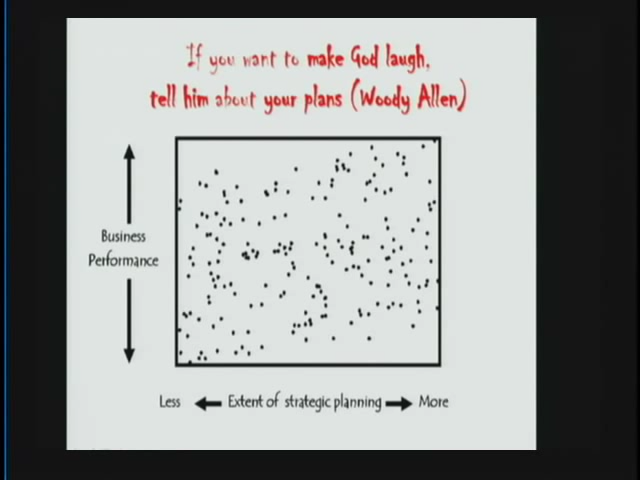 If you want to make God laugh,
tell him about your plans (Woody Allen)
Business
Performance
Less
Extent of strategic planning
More